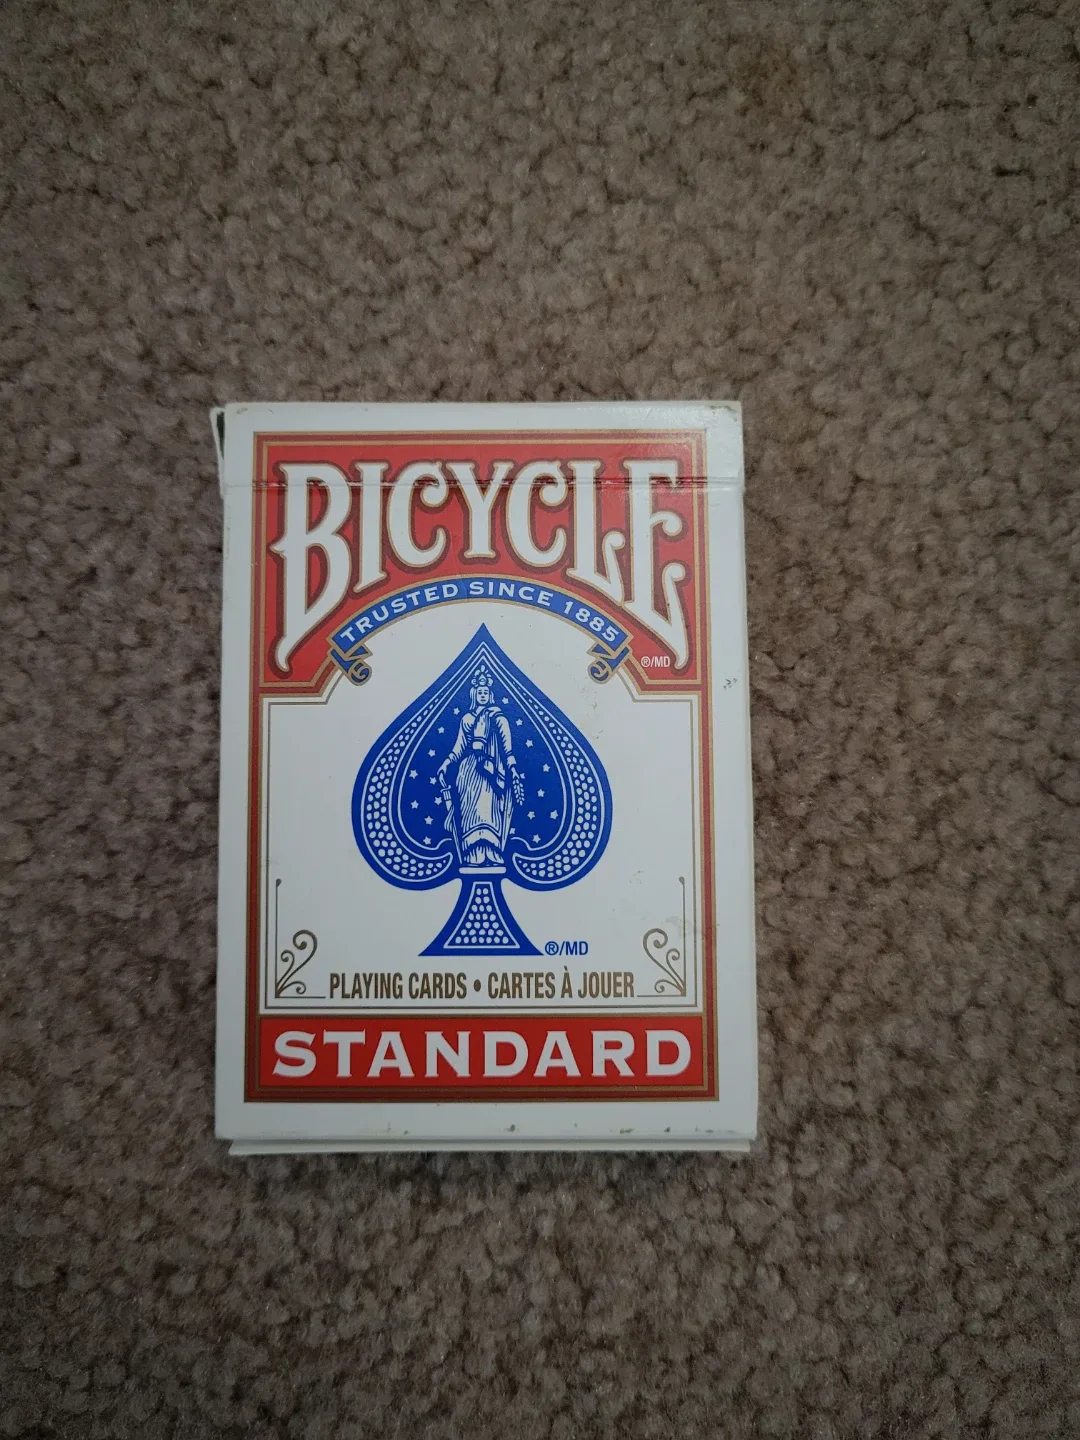 BICYCLE
TRUSTED SINCE 1885
®/MD
®/MD
PLAYING CARDS • CARTES À JOUER
STANDARD